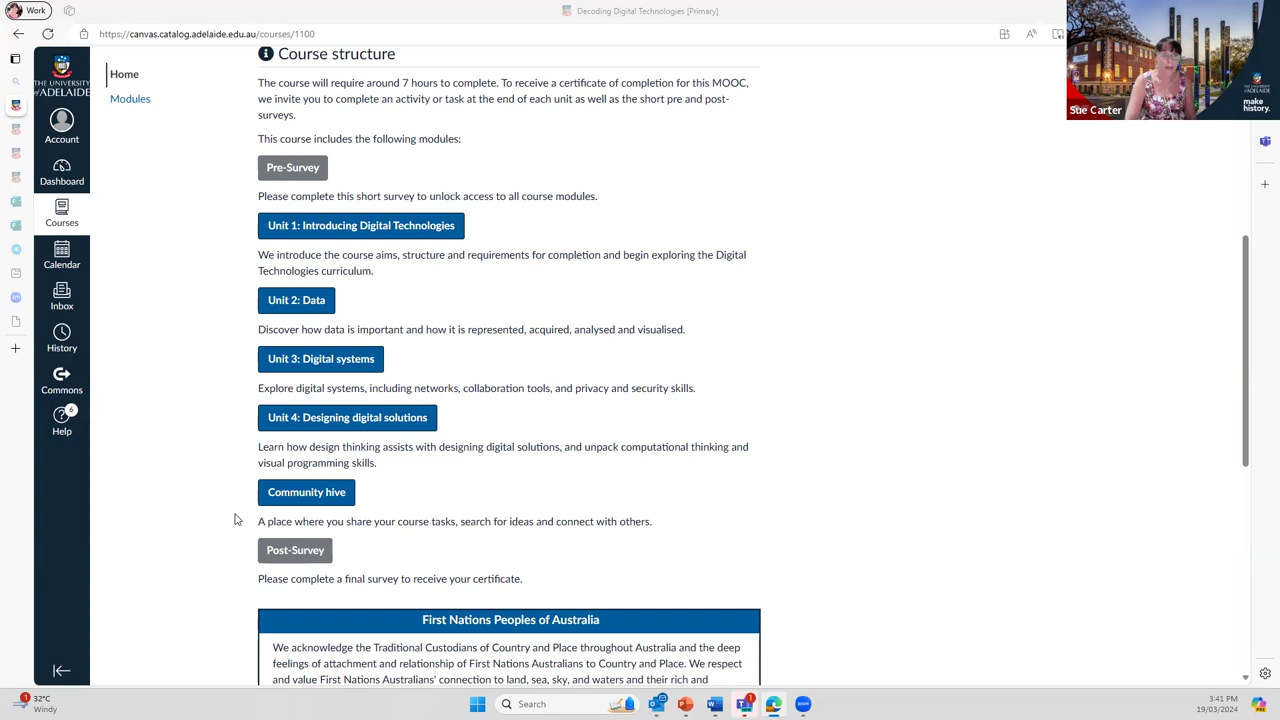 Work
Decoding Digital Technologies [Primary]
https://canvas.catalog.adelaide.edu.au/courses/1100
THE UNIVERSITY
of ADELAIDE
Account
Dashboard
Courses
Calendar
Inbox
History
Commons
6
Help
Home
Modules
Course structure
The course will require around 7 hours to complete. To receive a certificate of completion for this MOOC,
we invite you to complete an activity or task at the end of each unit as well as the short pre and post-
surveys.
This course includes the following modules:
Pre-Survey
Please complete this short survey to unlock access to all course modules.
Unit 1: Introducing Digital Technologies
We introduce the course aims, structure and requirements for completion and begin exploring the Digital
Technologies curriculum.
Unit 2: Data
Discover how data is important and how it is represented, acquired, analysed and visualised.
Unit 3: Digital systems
Explore digital systems, including networks, collaboration tools, and privacy and security skills.
Unit 4: Designing digital solutions
Learn how design thinking assists with designing digital solutions, and unpack computational thinking and
visual programming skills.
Community hive
A place where you share your course tasks, search for ideas and connect with others.
Post-Survey
Please complete a final survey to receive your certificate.
First Nations Peoples of Australia
We acknowledge the Traditional Custodians of Country and Place throughout Australia and the deep
feelings of attachment and relationship of First Nations Australians to Country and Place. We respect
and value First Nations Australians' connection to land, sea, sky, and waters and their rich and
Sue Carter
make
history.
1
32°C
Windy
Search
1
zoom
3:41 PM
19/03/2024